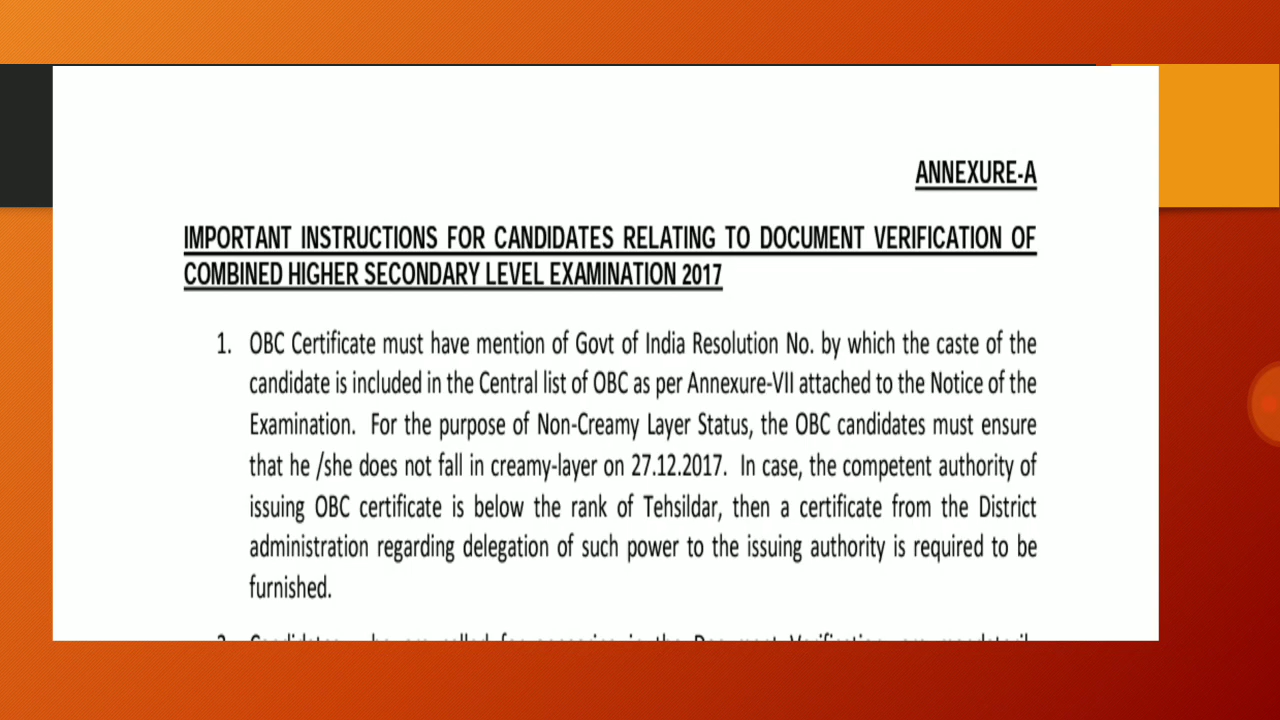 ANNEXURE-A
IMPORTANT INSTRUCTIONS FOR CANDIDATES RELATING TO DOCUMENT VERIFICATION OF
COMBINED HIGHER SECONDARY LEVEL EXAMINATION 2017
1. OBC Certificate must have mention of Govt of India Resolution No. by which the caste of the
candidate is included in the Central list of OBC as per Annexure-VII attached to the Notice of the
Examination. For the purpose of Non-Creamy Layer Status, the OBC candidates must ensure
that he /she does not fall in creamy-layer on 27.12.2017. In case, the competent authority of
issuing OBC certificate is below the rank of Tehsildar, then a certificate from the District
administration regarding delegation of such power to the issuing authority is required to be
furnished.